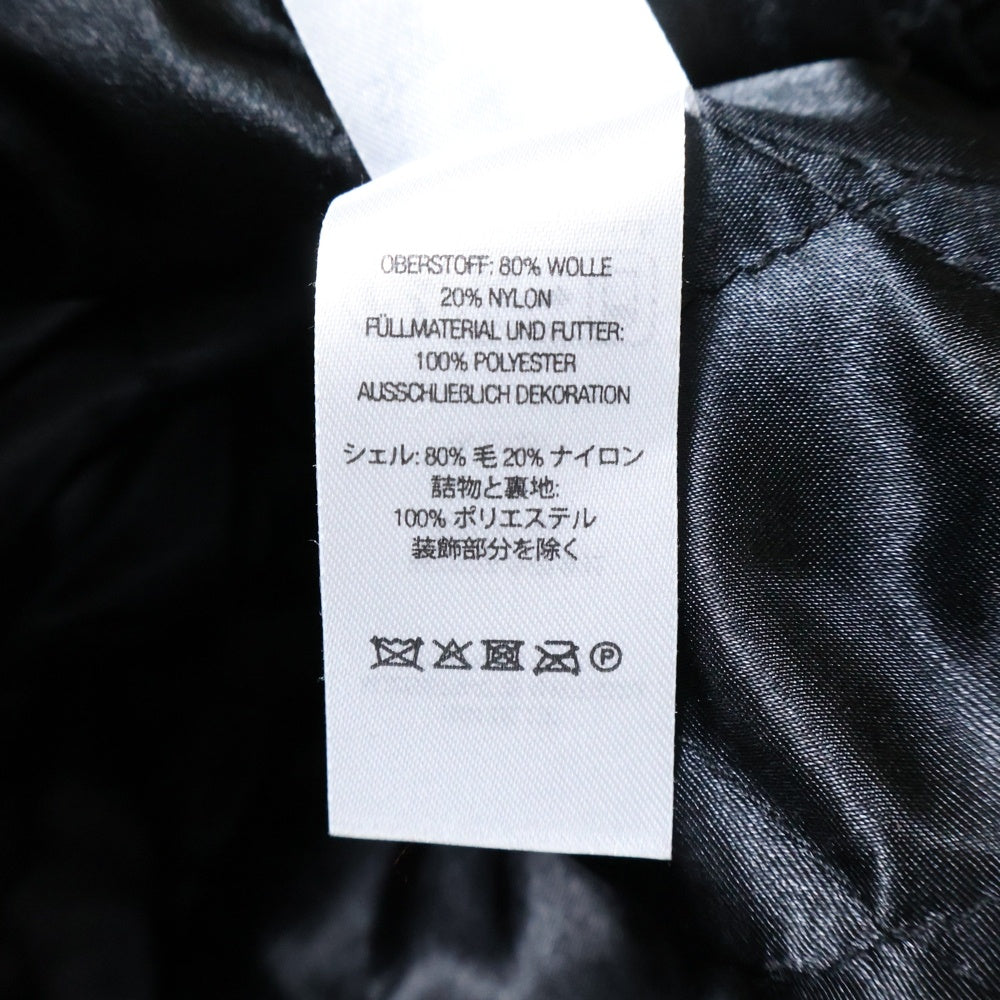 OBERSTOFF: 80% WOLLE
20% NYLON
FÜLLMATERIAL UND FUTTER:
100% POLYESTER
AUSSCHLIEßLICH DEKORATION
シェル: 80% 毛 20% ナイロン
詰物と裏地:
100% ポリエステル
装飾部分を除く
P